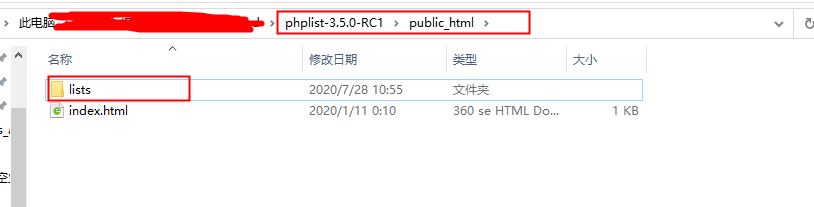 此电脑 > phplist-3.5.0-RC1 > public_html >
名称 修改日期 类型 大小
lists 2020/7/28 10:55 文件夹
index.html 2020/1/11 0:10 360 se HTML Do... 1 KB
s_a
空